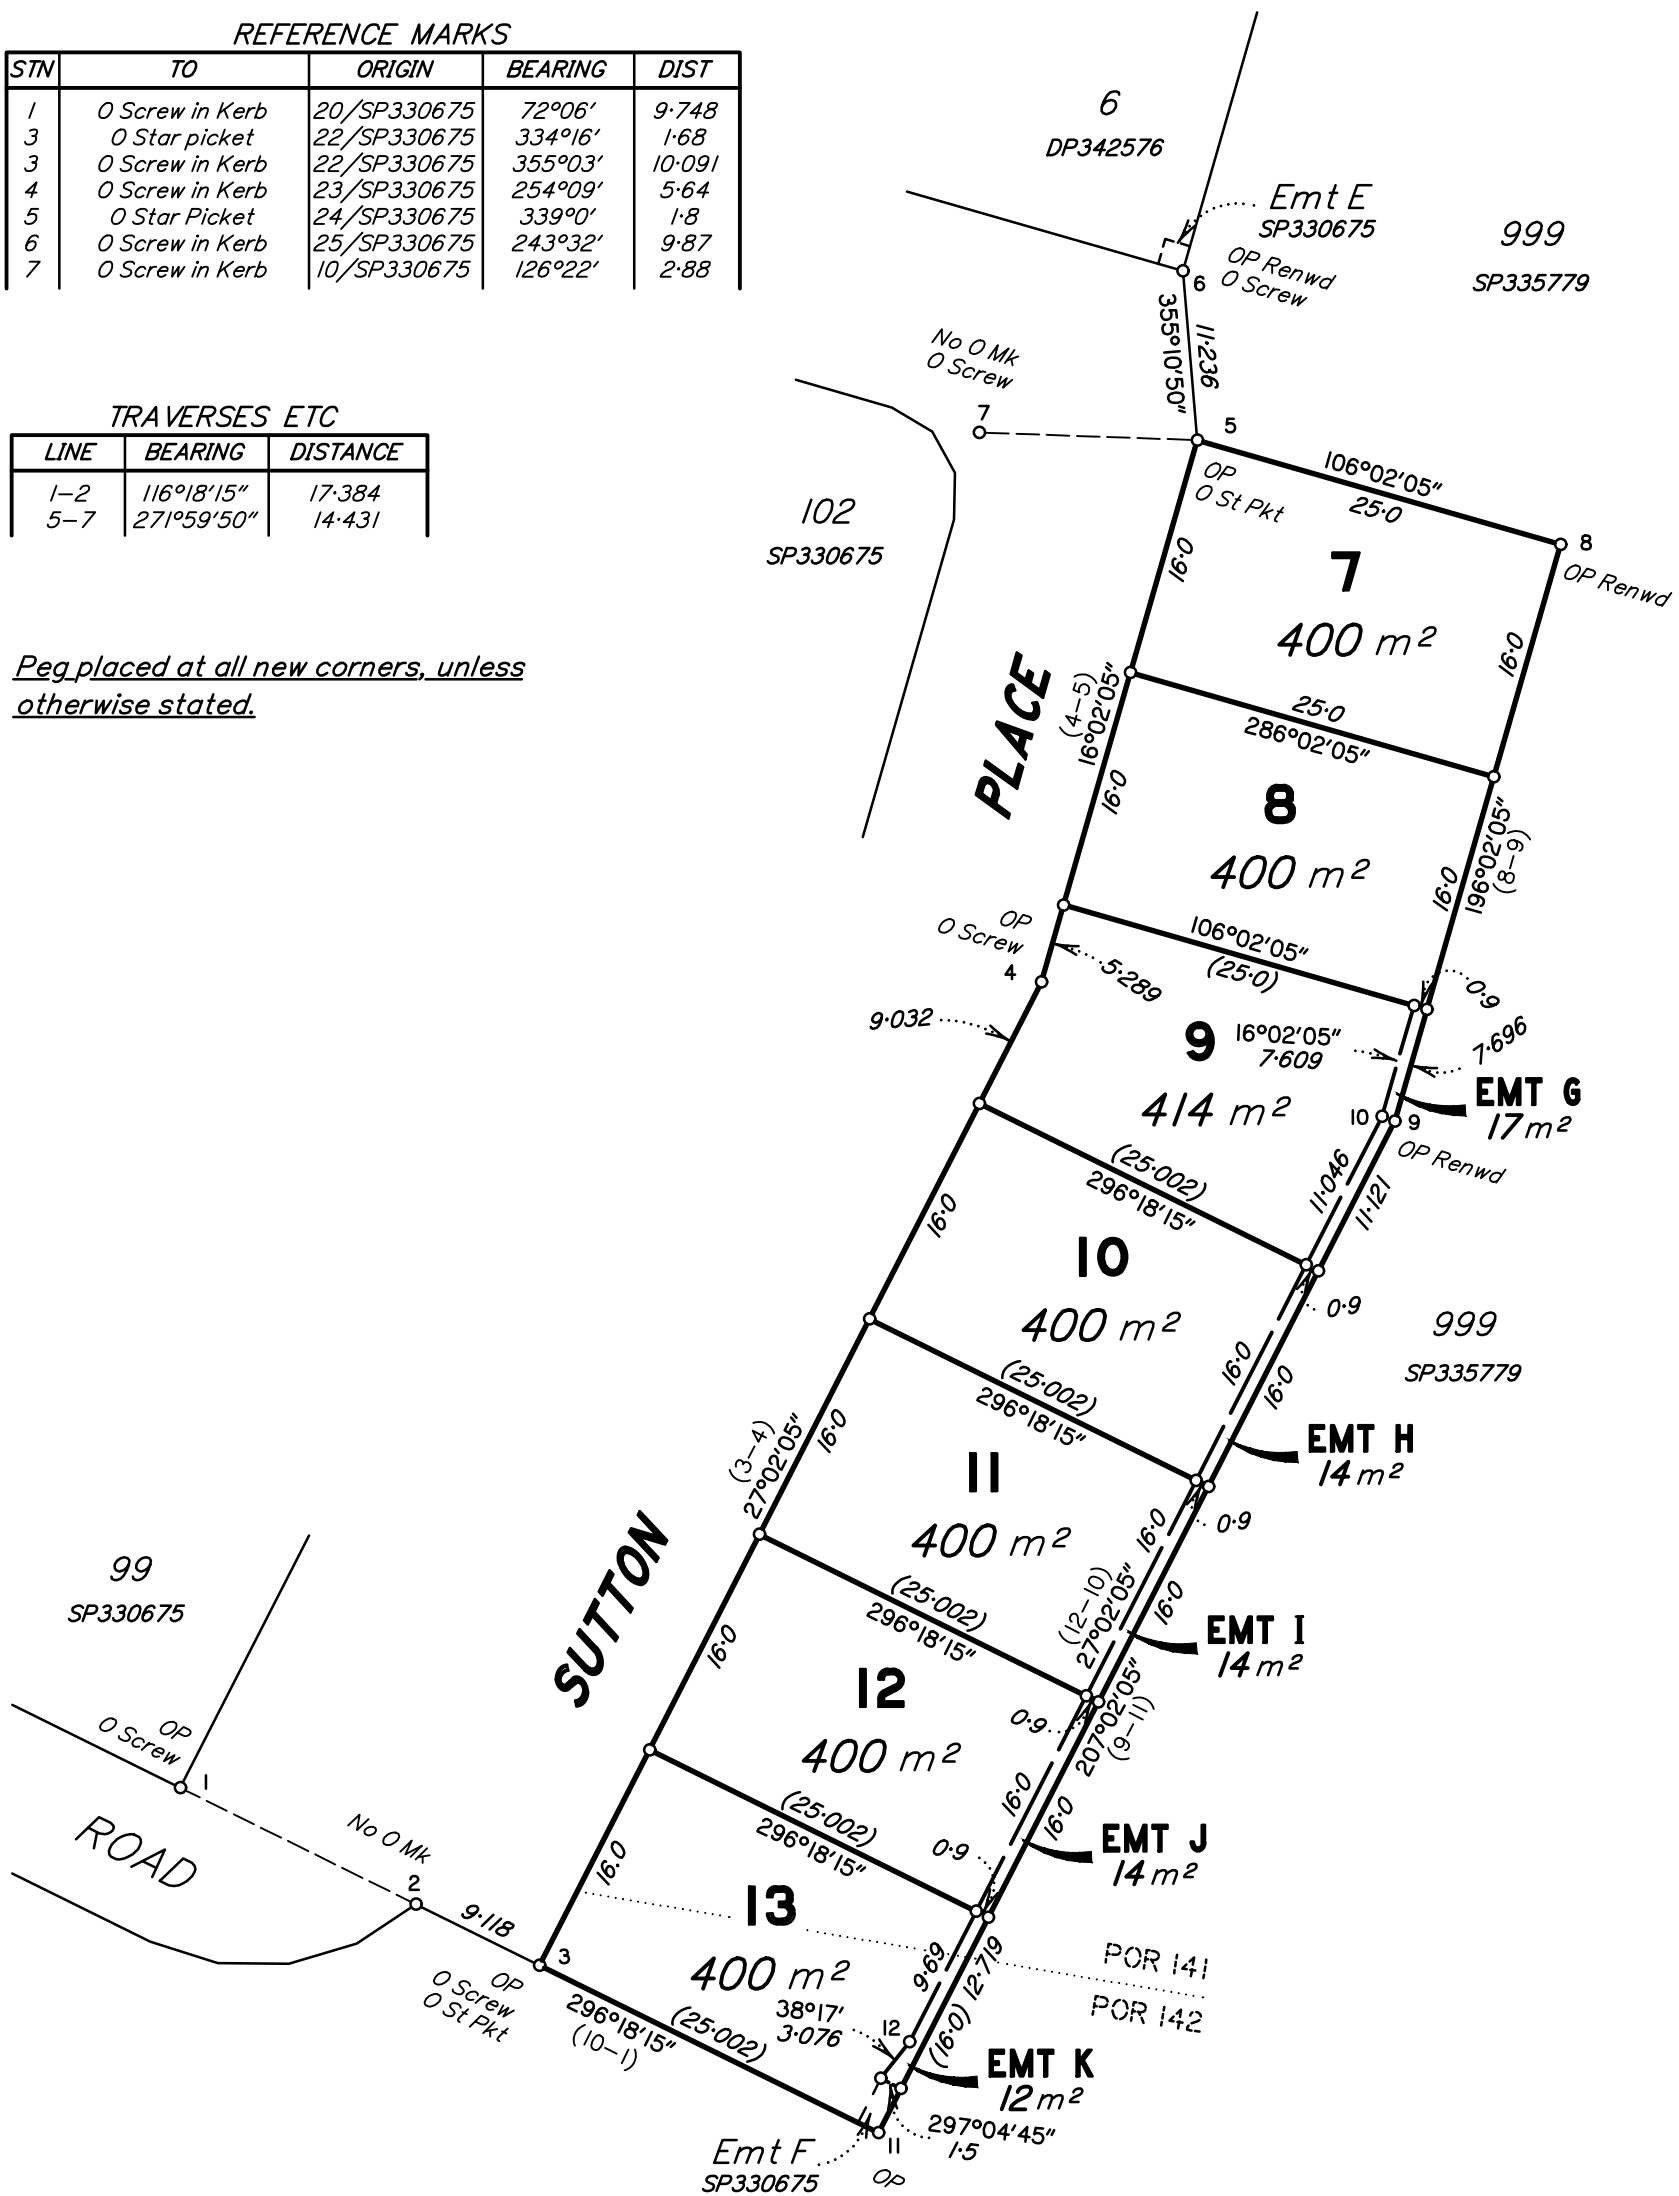 REFERENCE MARKS
STN TO ORIGIN BEARING DIST
1 O Screw in Kerb 20/SP330675 72°06' 9·748
3 O Star picket 22/SP330675 334°16' 1·68
3 O Screw in Kerb 22/SP330675 355°03' 10·091
4 O Screw in Kerb 23/SP330675 254°09' 5·64
5 O Star Picket 24/SP330675 339°0' 1·8
6 O Screw in Kerb 25/SP330675 243°32' 9·87
7 O Screw in Kerb 10/SP330675 126°22' 2·88
TRAVERSES ETC
LINE BEARING DISTANCE
1-2 116°18'15" 17·384
5-7 271°59'50" 14·431
Peg placed at all new corners, unless
otherwise stated.
6
DP342576
Emt E
SP330675
999
SP335779
OP Renwd
O Screw
6
355°10'50"
11·236
No O Mk
O Screw
7
5
OP
O St Pkt
106°02'05"
25·0
8
OP Renwd
102
SP330675
16·0
7
400 m²
16·0
PLACE
(4-5)
16°02'05"
25·0
286°02'05"
16·0
8
400 m²
16·0
196°02'05"
(8-9)
OP
O Screw
4
5·289
106°02'05"
(25·0)
0·9
9·032
9
414 m²
16°02'05"
7·609
7·696
EMT G
17 m²
10
9
OP Renwd
11·046
11·121
(25·002)
296°18'15"
16·0
10
400 m²
0·9
16·0
16·0
999
SP335779
(25·002)
296°18'15"
EMT H
14 m²
(3-4)
27°02'05"
16·0
11
400 m²
0·9
16·0
16·0
(12-10)
27°02'05"
EMT I
14 m²
(25·002)
296°18'15"
SUTTON
99
SP330675
16·0
12
400 m²
0·9
207°02'05"
(9-11)
16·0
16·0
EMT J
14 m²
OP
O Screw
1
ROAD
No O Mk
2
9·118
(25·002)
296°18'15"
0·9
16·0
13
400 m²
9·69
12·719
(16·0)
POR 141
POR 142
3
OP
O Screw
O St Pkt
296°18'15"
(10-1)
(25·002)
38°17'
3·076
12
EMT K
12 m²
297°04'45"
1·5
Emt F
SP330675
11
OP